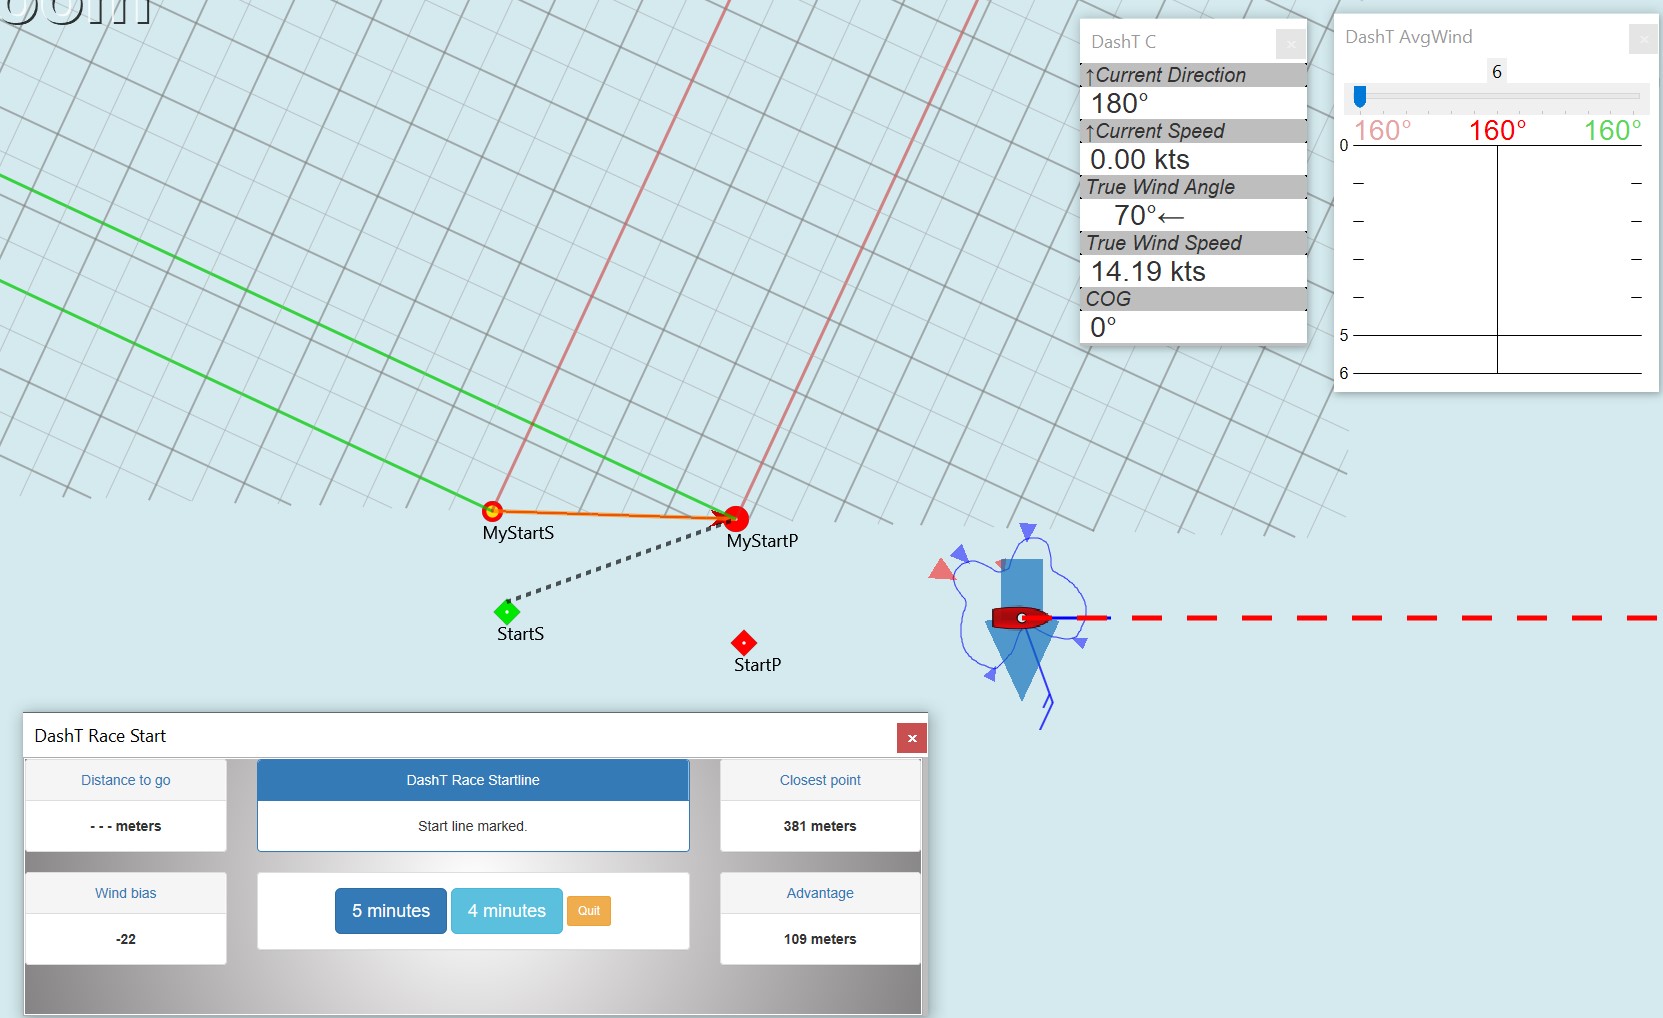 DashT C
↑Current Direction
180°
↑Current Speed
0.00 kts
True Wind Angle
70°←
True Wind Speed
14.19 kts
COG
0°
DashT AvgWind
6
160° 160° 160°
0
5
6
MyStartS
MyStartP
StartS
StartP
DashT Race Start
Distance to go
- - - meters
DashT Race Startline
Start line marked.
Closest point
381 meters
Wind bias
-22
5 minutes 4 minutes Quit
Advantage
109 meters